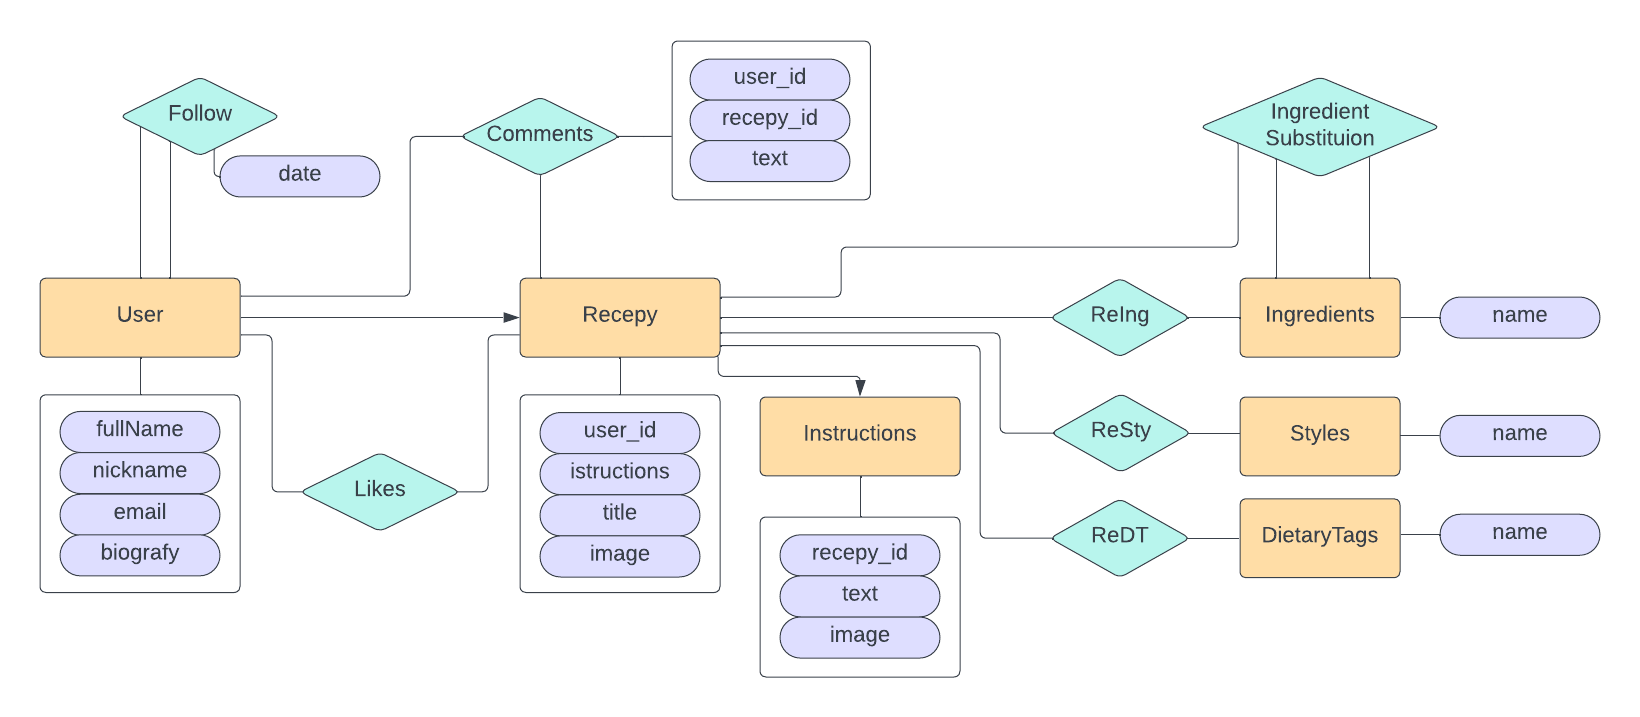 Follow
date
Comments
user_id
recepy_id
text
Ingredient
Substituion
User
Recepy
ReIng
Ingredients
name
fullName
nickname
email
biografy
Likes
user_id
istructions
title
image
Instructions
recepy_id
text
image
ReSty
Styles
name
ReDT
DietaryTags
name